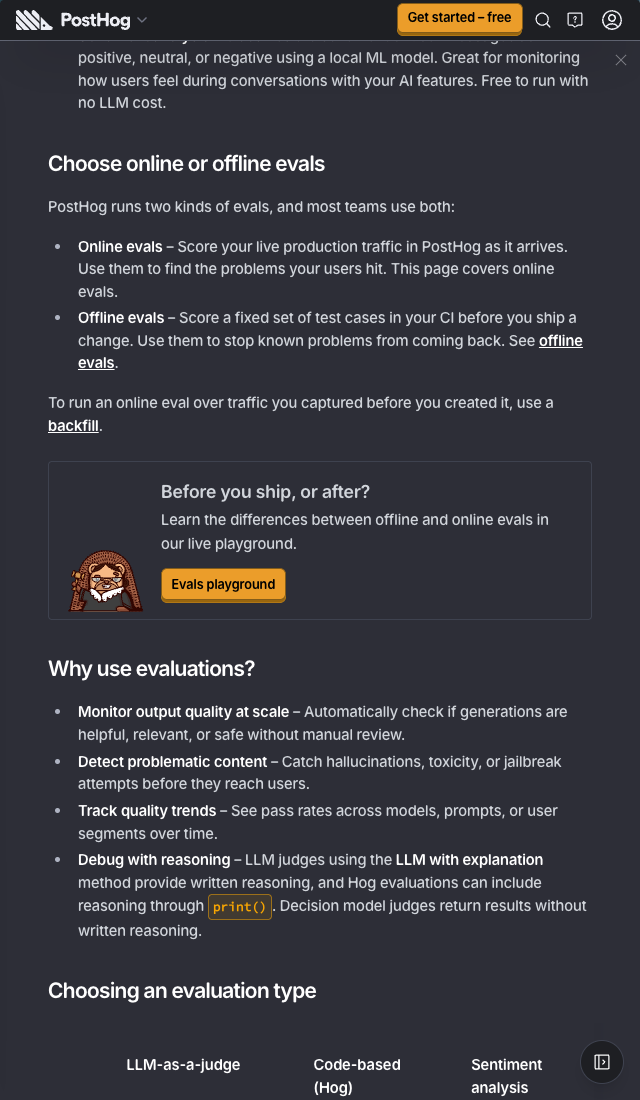 PostHog
Get started – free
positive, neutral, or negative using a local ML model. Great for monitoring
how users feel during conversations with your AI features. Free to run with
no LLM cost.
Choose online or offline evals
PostHog runs two kinds of evals, and most teams use both:
• Online evals – Score your live production traffic in PostHog as it arrives.
Use them to find the problems your users hit. This page covers online
evals.
• Offline evals – Score a fixed set of test cases in your CI before you ship a
change. Use them to stop known problems from coming back. See offline
evals.
To run an online eval over traffic you captured before you created it, use a
backfill.
Before you ship, or after?
Learn the differences between offline and online evals in
our live playground.
Evals playground
Why use evaluations?
• Monitor output quality at scale – Automatically check if generations are
helpful, relevant, or safe without manual review.
• Detect problematic content – Catch hallucinations, toxicity, or jailbreak
attempts before they reach users.
• Track quality trends – See pass rates across models, prompts, or user
segments over time.
• Debug with reasoning – LLM judges using the LLM with explanation
method provide written reasoning, and Hog evaluations can include
reasoning through print(). Decision model judges return results without
written reasoning.
Choosing an evaluation type
LLM-as-a-judge
Code-based
(Hog)
Sentiment
analysis